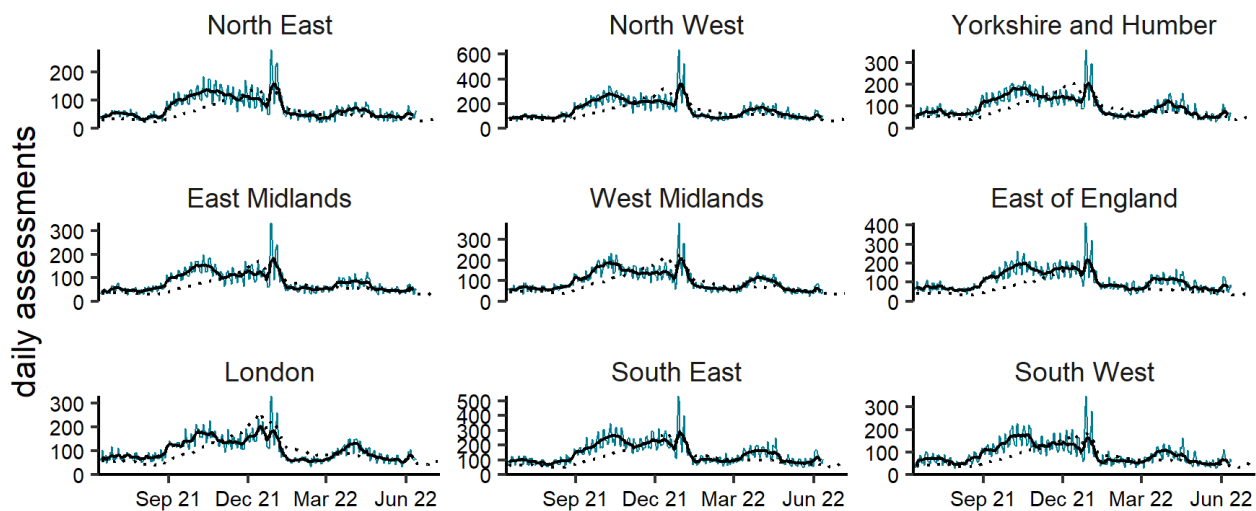 North East
North West
Yorkshire and Humber
200
100
0
600
400
200
0
300
200
100
0
East Midlands
West Midlands
East of England
300
200
100
0
300
200
100
0
400
300
200
100
0
London
South East
South West
300
200
100
0
500
400
300
200
100
0
300
200
100
0
Sep 21 Dec 21 Mar 22 Jun 22
Sep 21 Dec 21 Mar 22 Jun 22
Sep 21 Dec 21 Mar 22 Jun 22
daily assessments